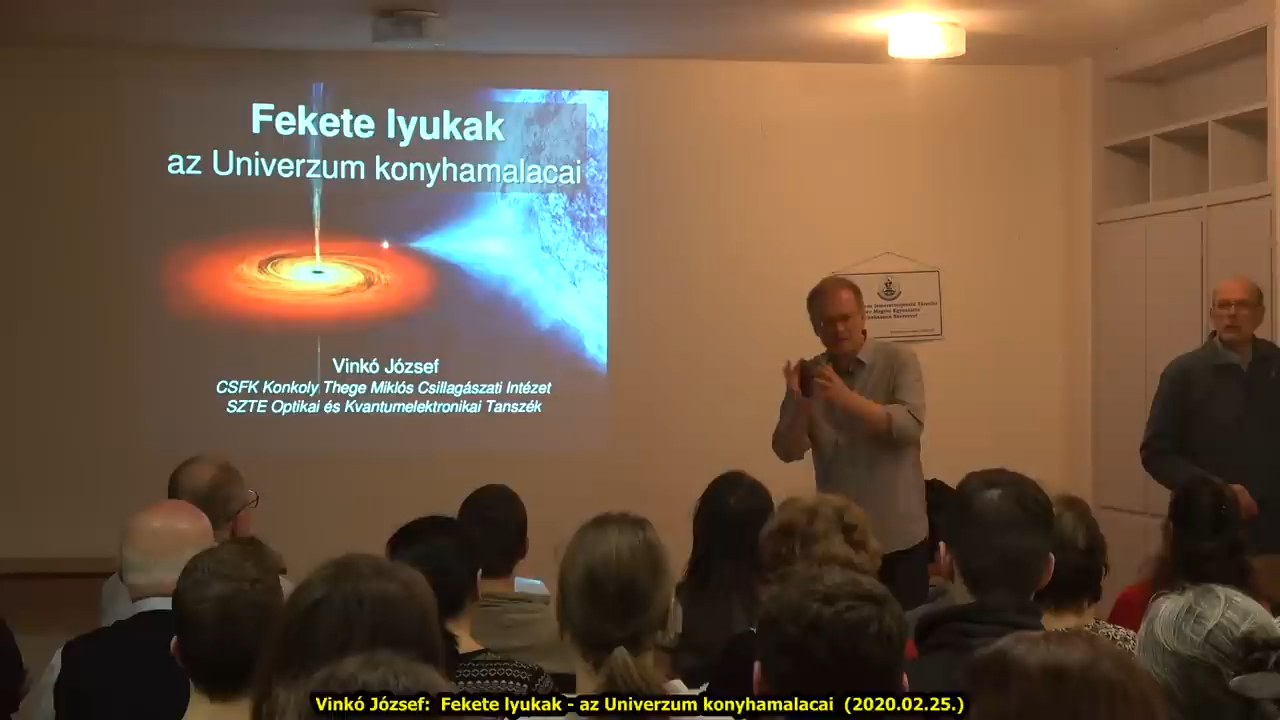 Fekete lyukak
az Univerzum konyhamalacai
Vinkó József
CSFK Konkoly Thege Miklós Csillagászati Intézet
SZTE Optikai és Kvantumelektronikai Tanszék
Vinkó József: Fekete lyukak - az Univerzum konyhamalacai (2020.02.25.)